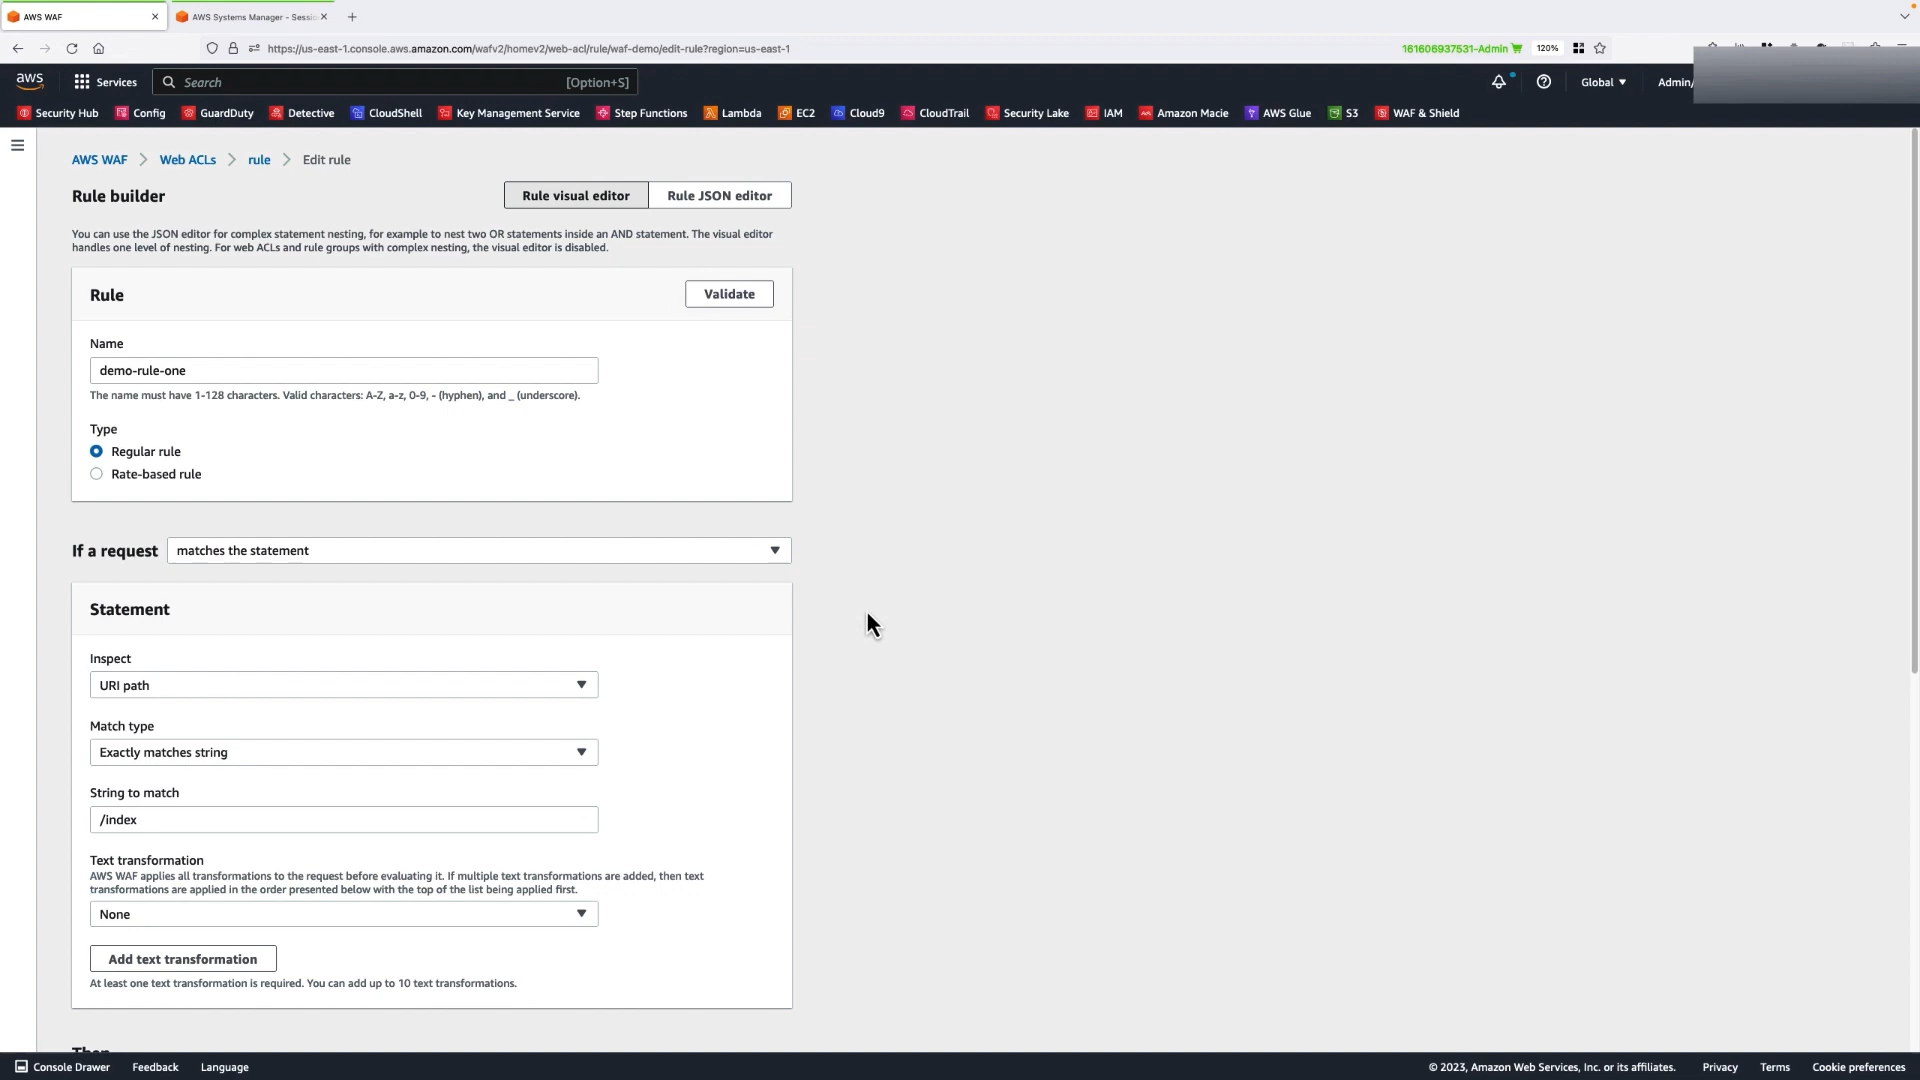 AWS WAF
AWS Systems Manager - Sessi
https://us-east-1.console.aws.amazon.com/wafv2/homev2/web-acl/rule/waf-demo/edit-rule?region=us-east-1
161606937531-Admin
120%
aws
Services
Search
[Option+S]
Global
Admin/
Security Hub
Config
GuardDuty
Detective
CloudShell
Key Management Service
Step Functions
Lambda
EC2
Cloud9
CloudTrail
Security Lake
IAM
Amazon Macie
AWS Glue
S3
WAF & Shield
AWS WAF
Web ACLs
rule
Edit rule
Rule builder
Rule visual editor
Rule JSON editor
You can use the JSON editor for complex statement nesting, for example to nest two OR statements inside an AND statement. The visual editor
handles one level of nesting. For web ACLs and rule groups with complex nesting, the visual editor is disabled.
Rule
Validate
Name
demo-rule-one
The name must have 1-128 characters. Valid characters: A-Z, a-z, 0-9, - (hyphen), and _ (underscore).
Type
Regular rule
Rate-based rule
If a request
matches the statement
Statement
Inspect
URI path
Match type
Exactly matches string
String to match
/index
Text transformation
AWS WAF applies all transformations to the request before evaluating it. If multiple text transformations are added, then text
transformations are applied in the order presented below with the top of the list being applied first.
None
Add text transformation
At least one text transformation is required. You can add up to 10 text transformations.
Then
Console Drawer
Feedback
Language
© 2023, Amazon Web Services, Inc. or its affiliates.
Privacy
Terms
Cookie preferences